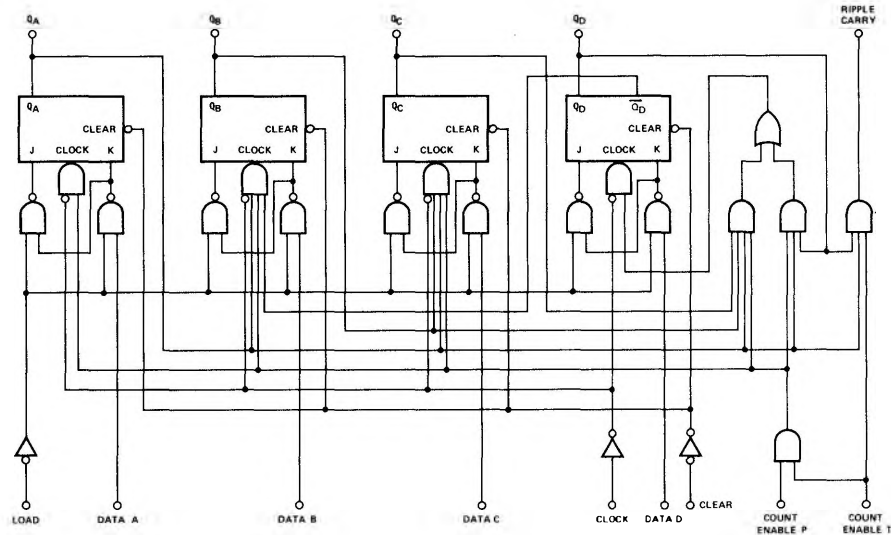 RIPPLE
CARRY
QA QB QC QD
QA QB QC QD Q̅D
CLEAR CLEAR CLEAR CLEAR
J CLOCK K J CLOCK K J CLOCK K J CLOCK K
LOAD DATA A DATA B DATA C CLOCK DATA D CLEAR
COUNT
ENABLE P
COUNT
ENABLE T